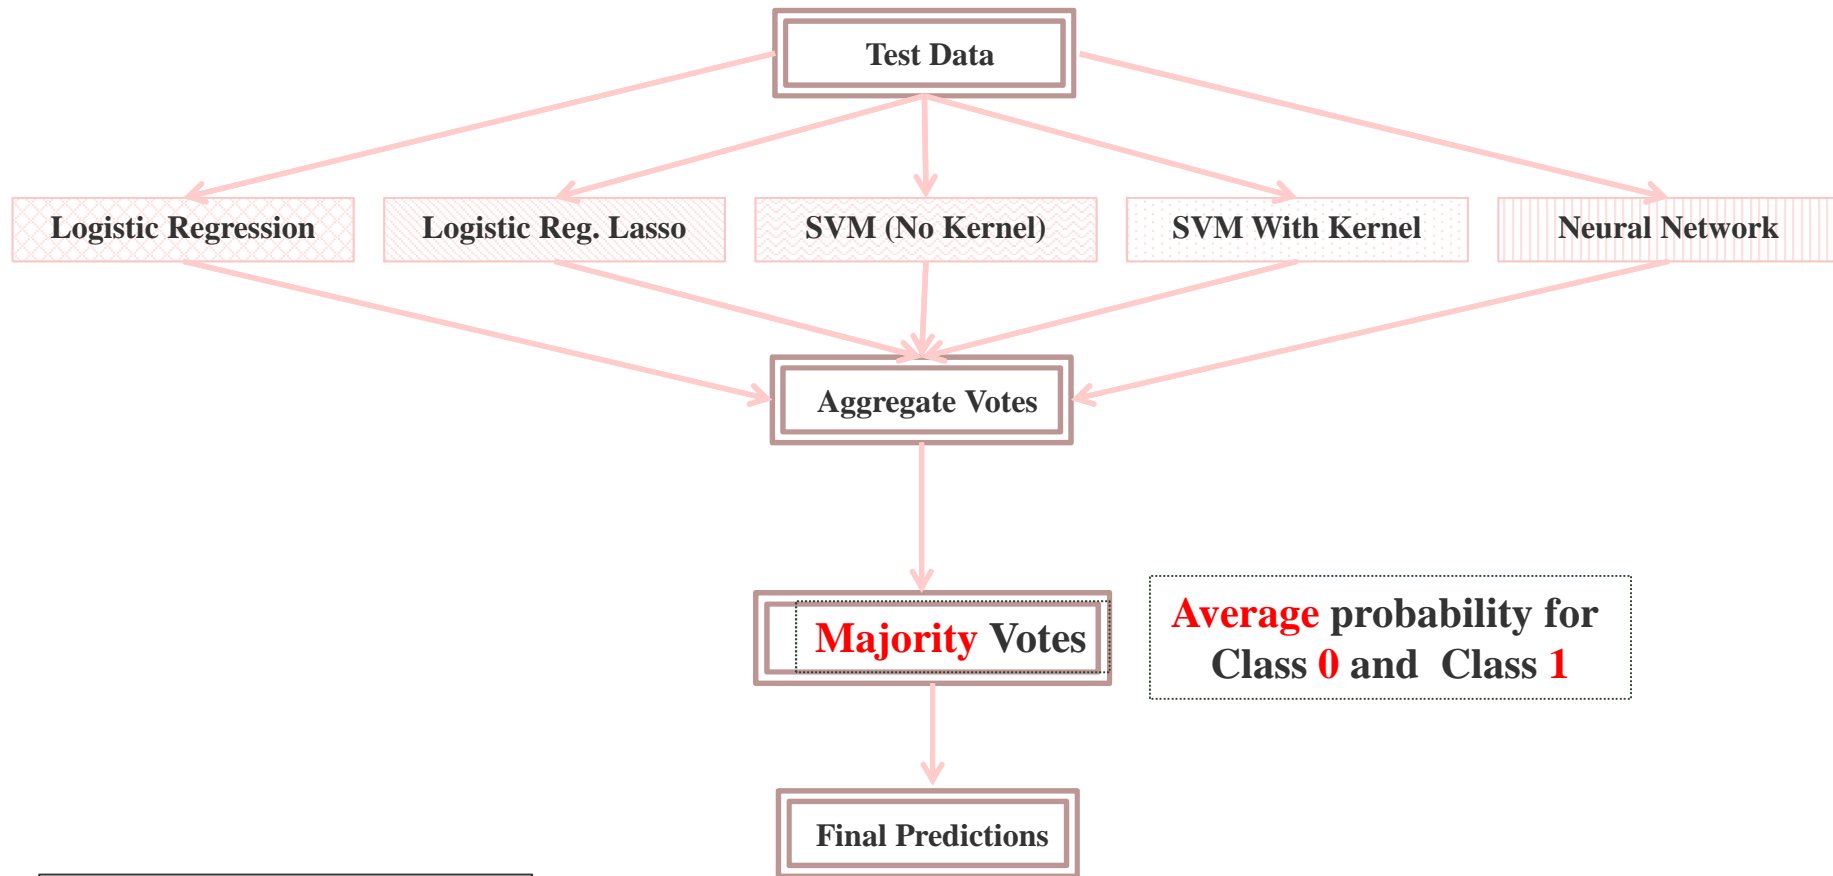 Test Data
Logistic Regression
Logistic Reg. Lasso
SVM (No Kernel)
SVM With Kernel
Neural Network
Aggregate Votes
Majority Votes
Average probability for
Class 0 and Class 1
Final Predictions